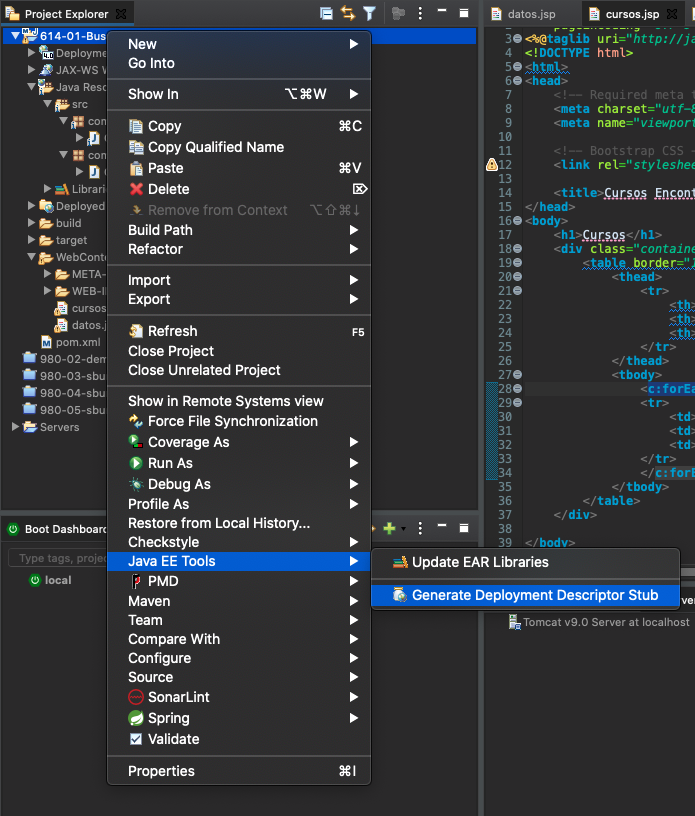 Project Explorer
614-01-Bus
Deployme
JAX-WS W
Java Resc
src
com
J
com
J
Librari
Deployed
build
target
WebConte
META-
WEB-I
cursos
datos.j
pom.xml
980-02-dem
980-03-sbu
980-04-sbu
980-05-sbu
Servers
New
Go Into
Show In ⌥⌘W
Copy ⌘C
Copy Qualified Name
Paste ⌘V
Delete ⌦
Remove from Context ⌥⇧⌘↓
Build Path
Refactor
Import
Export
Refresh F5
Close Project
Close Unrelated Project
Show in Remote Systems view
Force File Synchronization
Coverage As
Run As
Debug As
Profile As
Restore from Local History...
Checkstyle
Java EE Tools
PMD
Maven
Team
Compare With
Configure
Source
SonarLint
Spring
Validate
Properties ⌘I
Update EAR Libraries
Generate Deployment Descriptor Stub
Boot Dashboard
Type tags, projec
local
datos.jsp
cursos.jsp
3 <%@taglib uri="http://ja
4 <!DOCTYPE html>
5 <html>
6 <head>
7 <!-- Required meta t
8 <meta charset="utf-8
9 <meta name="viewport
10
11 <!-- Bootstrap CSS -
12 <link rel="styleshee
13
14 <title>Cursos Encont
15 </head>
16 <body>
17 <h1>Cursos</h1>
18 <div class="containe
19 <table border="1
20 <thead>
21 <tr>
22 <th>
23 <th>
24 <th>
25 </tr>
26 </thead>
27 <tbody>
28 <c:forEa
29 <tr>
30 <td>
31 <td>
32 <td>
33 </tr>
34 </c:forE
35 </tbody>
36 </table>
37 </div>
38
39 </body>
Tomcat v9.0 Server at localhost